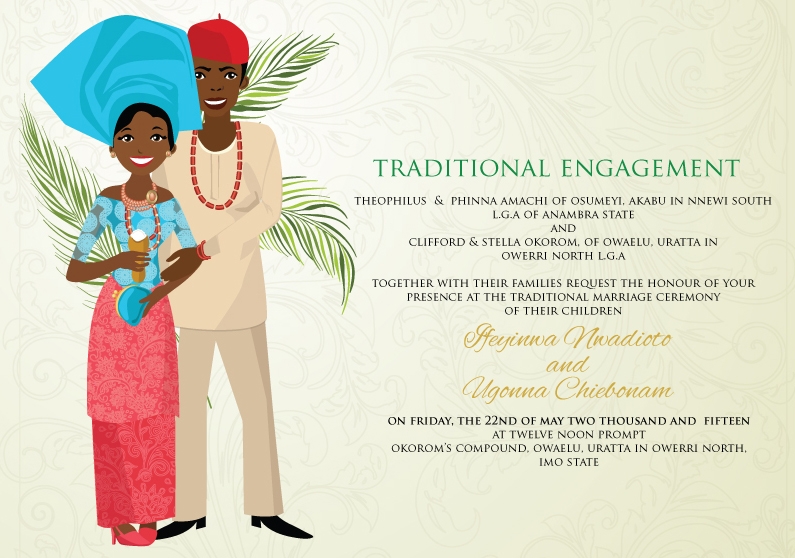 TRADITIONAL ENGAGEMENT
THEOPHILUS & PHINNA AMACHI OF OSUMEYI, AKABU IN NNEWI SOUTH
L.G.A OF ANAMBRA STATE
AND
CLIFFORD & STELLA OKOROM, OF OWAELU, URATTA IN
OWERRI NORTH L.G.A
TOGETHER WITH THEIR FAMILIES REQUEST THE HONOUR OF YOUR
PRESENCE AT THE TRADITIONAL MARRIAGE CEREMONY
OF THEIR CHILDREN
Ifeyinwa Nwadioto
and
Ugonna Chiebonam
ON FRIDAY, THE 22ND OF MAY TWO THOUSAND AND FIFTEEN
AT TWELVE NOON PROMPT
OKOROM'S COMPOUND, OWAELU, URATTA IN OWERRI NORTH,
IMO STATE